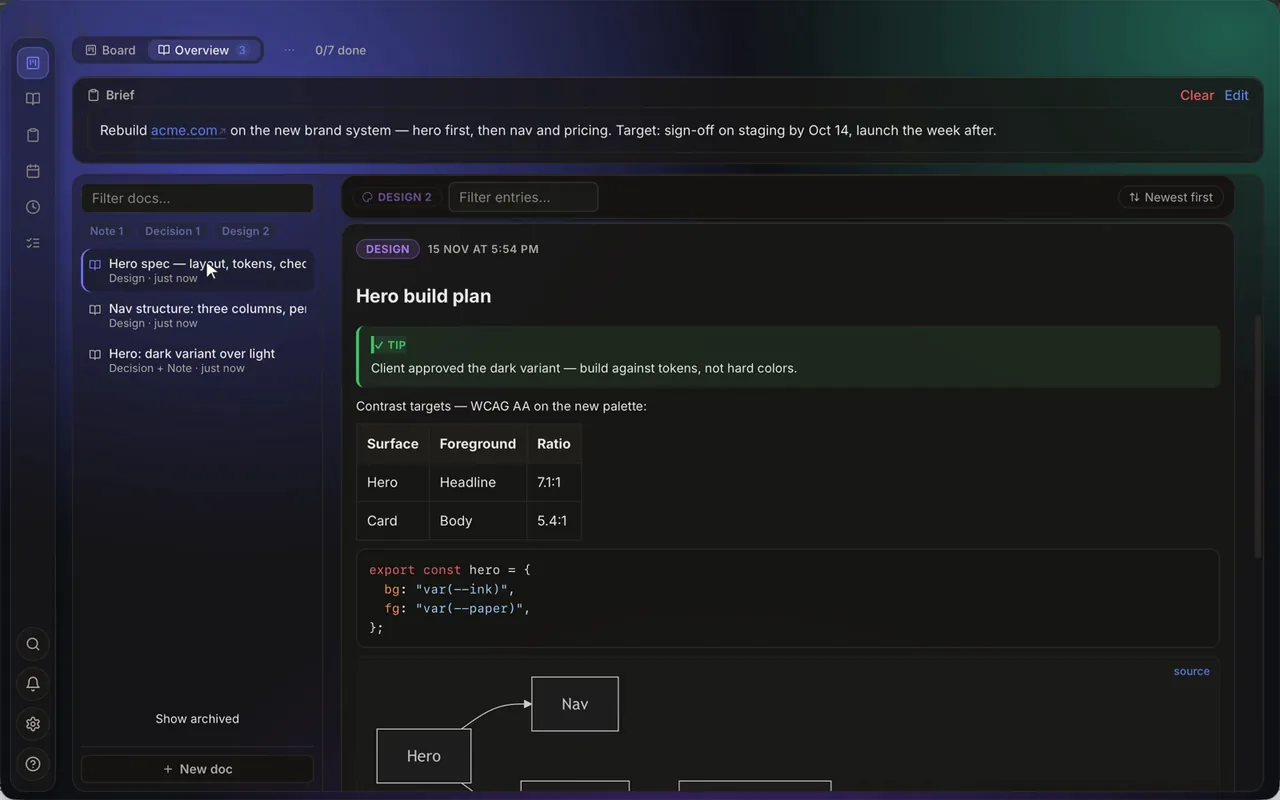 Board
Overview 3
...
0/7 done
Brief
Clear
Edit
Rebuild acme.com↗ on the new brand system — hero first, then nav and pricing. Target: sign-off on staging by Oct 14, launch the week after.
Filter docs...
Note 1
Decision 1
Design 2
Hero spec — layout, tokens, chec
Design · just now
Nav structure: three columns, per
Design · just now
Hero: dark variant over light
Decision + Note · just now
Show archived
+ New doc
DESIGN 2
Filter entries...
Newest first
DESIGN
15 NOV AT 5:54 PM
Hero build plan
TIP
Client approved the dark variant — build against tokens, not hard colors.
Contrast targets — WCAG AA on the new palette:
Surface Foreground Ratio
Hero Headline 7.1:1
Card Body 5.4:1
export const hero = {
bg: "var(--ink)",
fg: "var(--paper)",
};
source
Nav
Hero